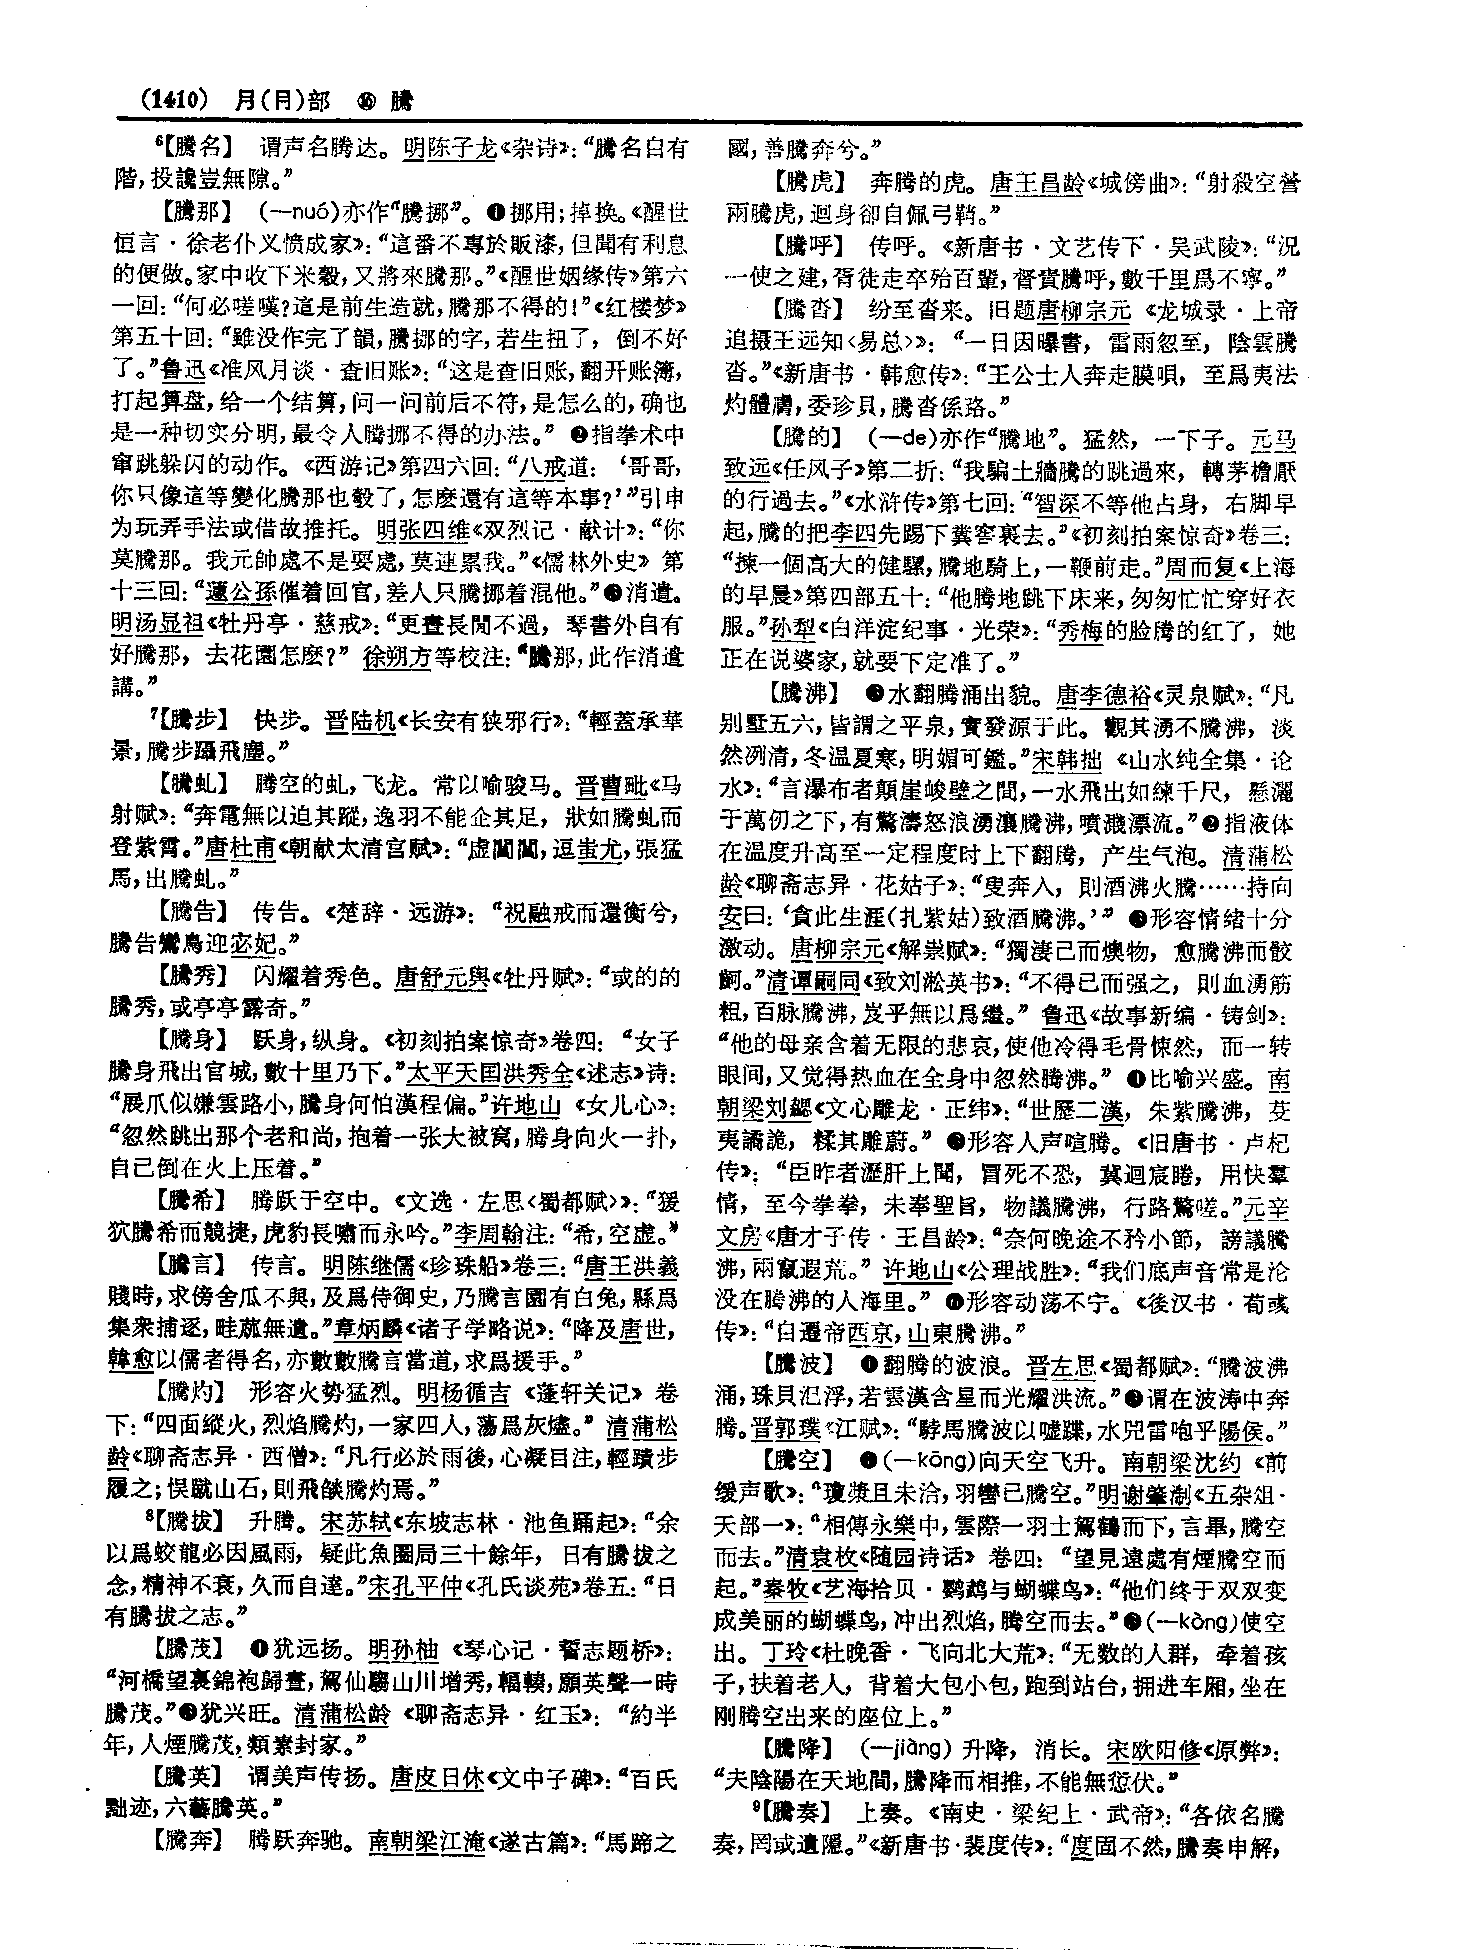 (1410) 月(⺼)部 ⑯ 騰
⁶【騰名】 谓声名腾达。明陈子龙《杂诗》：“騰名自有
階，投讒豈無隙。”
【騰那】 (—nuó)亦作“騰挪”。❶挪用；掉换。《醒世
恒言·徐老仆义愤成家》：“這番不專於販漆，但聞有利息
的便做。家中收下米穀，又將來騰那。”《醒世姻缘传》第六
一回：“何必嗟嘆？這是前生造就，騰那不得的！”《红楼梦》
第五十回：“雖没作完了韻，騰挪的字，若生扭了，倒不好
了。”鲁迅《准风月谈·查旧账》：“这是查旧账，翻开账簿，
打起算盘，给一个结算，问一问前后不符，是怎么的，确也
是一种切实分明，最令人腾挪不得的办法。”❷指拳术中
窜跳躲闪的动作。《西游记》第四六回：“八戒道：‘哥哥，
你只像這等變化騰那也彀了，怎麽還有這等本事？’”引申
为玩弄手法或借故推托。明张四维《双烈记·献计》：“你
莫騰那。我元帥處不是耍處，莫連累我。”《儒林外史》第
十三回：“蘧公孫催着回官，差人只騰挪着混他。”❸消遣。
明汤显祖《牡丹亭·慈戒》：“更晝長閒不過，琴書外自有
好騰那，去花園怎麽？”徐朔方等校注：“騰那，此作消遣
講。”
⁷【騰步】 快步。晋陆机《长安有狭邪行》：“輕蓋承華
景，騰步躡飛塵。”
【騰虬】 腾空的虬，飞龙。常以喻骏马。晋曹毗《马
射赋》：“奔電無以追其蹤，逸羽不能企其足，狀如騰虬而
登紫霄。”唐杜甫《朝献太清宫赋》：“虚閶闔，逗蚩尤，張猛
馬，出騰虬。”
【騰告】 传告。《楚辞·远游》：“祝融戒而還衡兮，
騰告鸞鳥迎宓妃。”
【騰秀】 闪耀着秀色。唐舒元舆《牡丹赋》：“或的的
騰秀，或亭亭露奇。”
【騰身】 跃身，纵身。《初刻拍案惊奇》卷四：“女子
騰身飛出官城，數十里乃下。”太平天囯洪秀全《述志》诗：
“展爪似嫌雲路小，騰身何怕漢程偏。”许地山《女儿心》：
“忽然跳出那个老和尚，抱着一张大被窝，腾身向火一扑，
自己倒在火上压着。”
【騰希】 腾跃于空中。《文选·左思〈蜀都赋〉》：“猨
狖騰希而競捷，虎豹長嘯而永吟。”李周翰注：“希，空虚。”
【騰言】 传言。明陈继儒《珍珠船》卷三：“唐王洪義
賤時，求傍舍瓜不與，及爲侍御史，乃騰言園有白兔，縣爲
集衆捕逐，畦蓏無遺。”章炳麟《诸子学略说》：“降及唐世，
韓愈以儒者得名，亦數數騰言當道，求爲援手。”
【騰灼】 形容火势猛烈。明杨循吉《蓬轩关记》卷
下：“四面縱火，烈焰騰灼，一家四人，蕩爲灰燼。”清蒲松
龄《聊斋志异·西僧》：“凡行必於雨後，心凝目注，輕蹟步
履之；悮蹴山石，則飛燄騰灼焉。”
⁸【騰拔】 升腾。宋苏轼《东坡志林·池鱼踊起》：“余
以爲蛟龍必因風雨，疑此魚圈局三十餘年，日有騰拔之
念，精神不衰，久而自達。”宋孔平仲《孔氏谈苑》卷五：“日
有騰拔之志。”
【騰茂】 ❶犹远扬。明孙柚《琴心记·誓志题桥》：
“河橋望裏錦袍歸晝，駕仙驂山川增秀，輻輳，願英聲一時
騰茂。”❷犹兴旺。清蒲松龄《聊斋志异·红玉》：“約半
年，人煙騰茂，類素封家。”
【騰英】 谓美声传扬。唐皮日休《文中子碑》：“百氏
黜迹，六藝騰英。”
【騰奔】 腾跃奔驰。南朝梁江淹《遂古篇》：“馬蹄之
國，善騰奔兮。”
【騰虎】 奔腾的虎。唐王昌龄《城傍曲》：“射殺空營
兩騰虎，迴身卻自佩弓鞘。”
【騰呼】 传呼。《新唐书·文艺传下·吴武陵》：“況
一使之建，胥徒走卒殆百輩，督責騰呼，數千里爲不寧。”
【騰沓】 纷至沓来。旧题唐柳宗元《龙城录·上帝
追摄王远知〈易总〉》：“一日因曝書，雷雨忽至，陰雲騰
沓。”《新唐书·韩愈传》：“王公士人奔走膜唄，至爲夷法
灼體膚，委珍貝，騰沓係路。”
【騰的】 (—de)亦作“騰地”。猛然，一下子。元马
致远《任风子》第二折：“我騙土牆騰的跳過來，轉茅檐厭
的行過去。”《水浒传》第七回：“智深不等他占身，右脚早
起，騰的把李四先踢下糞窖裏去。”《初刻拍案惊奇》卷三：
“揀一個高大的健騾，騰地騎上，一鞭前走。”周而复《上海
的早晨》第四部五十：“他腾地跳下床来，匆匆忙忙穿好衣
服。”孙犁《白洋淀纪事·光荣》：“秀梅的脸腾的红了，她
正在说婆家，就要下定准了。”
【騰沸】 ❶水翻腾涌出貌。唐李德裕《灵泉赋》：“凡
别墅五六，皆謂之平泉，實發源于此。觀其湧不騰沸，淡
然冽清，冬温夏寒，明媚可鑑。”宋韩拙《山水纯全集·论
水》：“言瀑布者顛崖峻壁之間，一水飛出如練千尺，懸灑
于萬仞之下，有驚濤怒浪湧瀼騰沸，噴濺漂流。”❷指液体
在温度升高至一定程度时上下翻腾，产生气泡。清蒲松
龄《聊斋志异·花姑子》：“叟奔入，則酒沸火騰……持向
安曰：‘貪此生涯(扎紫姑)致酒騰沸。’”❸形容情绪十分
激动。唐柳宗元《解祟赋》：“獨淒己而燠物，愈騰沸而骹
䶣。”清谭嗣同《致刘淞英书》：“不得已而强之，則血湧筋
粗，百脉騰沸，岌乎無以爲繼。”鲁迅《故事新编·铸剑》：
“他的母亲含着无限的悲哀，使他冷得毛骨悚然，而一转
眼间，又觉得热血在全身中忽然腾沸。”❹比喻兴盛。南
朝梁刘勰《文心雕龙·正纬》：“世歷二漢，朱紫騰沸，芟
夷譎詭，糅其雕蔚。”❺形容人声喧腾。《旧唐书·卢杞
传》：“臣昨者瀝肝上聞，冒死不恐，冀迴宸睠，用快羣
情，至今拳拳，未奉聖旨，物議騰沸，行路驚嗟。”元辛
文房《唐才子传·王昌龄》：“奈何晚途不矜小節，謗議騰
沸，兩竄遐荒。”许地山《公理战胜》：“我们底声音常是沦
没在腾沸的人海里。”❻形容动荡不宁。《後汉书·荀彧
传》：“自遷帝西京，山東騰沸。”
【騰波】 ❶翻腾的波浪。晋左思《蜀都赋》：“騰波沸
涌，珠貝氾浮，若雲漢含星而光耀洪流。”❷谓在波涛中奔
腾。晋郭璞《江赋》：“騂馬騰波以嘘蹀，水兕雷咆乎陽侯。”
【騰空】 ❶(—kōng)向天空飞升。南朝梁沈约《前
缓声歌》：“瓊漿且未洽，羽轡已騰空。”明谢肇淛《五杂俎·
天部一》：“相傳永樂中，雲際一羽士駕鶴而下，言畢，騰空
而去。”清袁枚《随园诗话》卷四：“望見遠處有煙騰空而
起。”秦牧《艺海拾贝·鹦鹉与蝴蝶鸟》：“他们终于双双变
成美丽的蝴蝶鸟，冲出烈焰，腾空而去。”❷(—kòng)使空
出。丁玲《杜晚香·飞向北大荒》：“无数的人群，牵着孩
子，扶着老人，背着大包小包，跑到站台，拥进车厢，坐在
刚腾空出来的座位上。”
【騰降】 (—jiàng) 升降，消长。宋欧阳修《原弊》：
“夫陰陽在天地間，騰降而相推，不能無愆伏。”
⁹【騰奏】 上奏。《南史·梁纪上·武帝》：“各依名騰
奏，罔或遺隱。”《新唐书·裴度传》：“度固不然，騰奏申解，